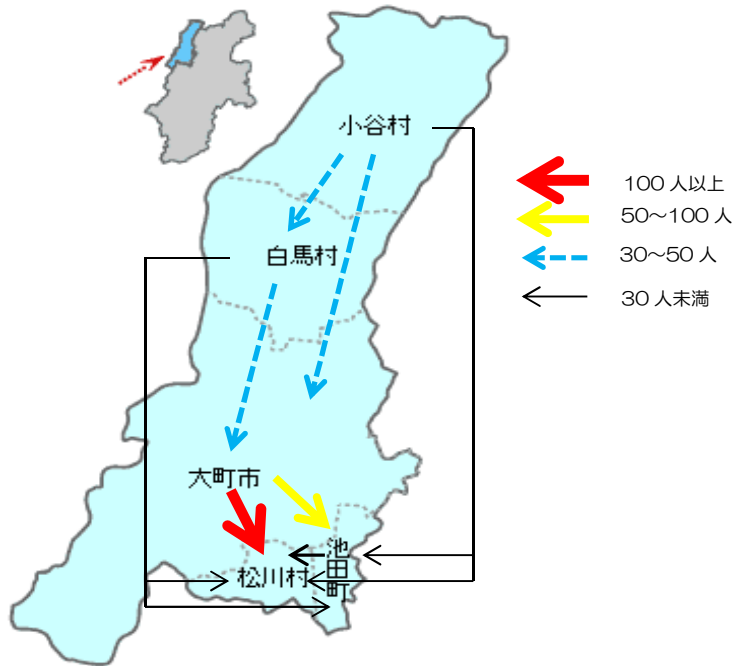 小谷村
白馬村
大町市
松川村
池田町
100人以上
50～100人
30～50人
30人未満